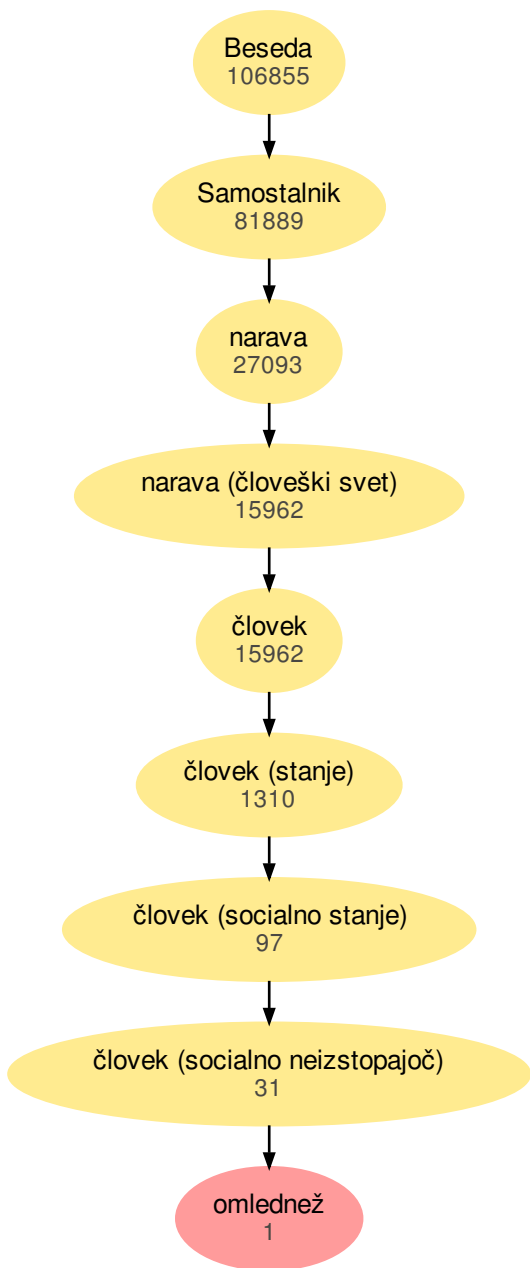 Beseda
106855
Samostalnik
81889
narava
27093
narava (človeški svet)
15962
človek
15962
človek (stanje)
1310
človek (socialno stanje)
97
človek (socialno neizstopajoč)
31
omlednež
1